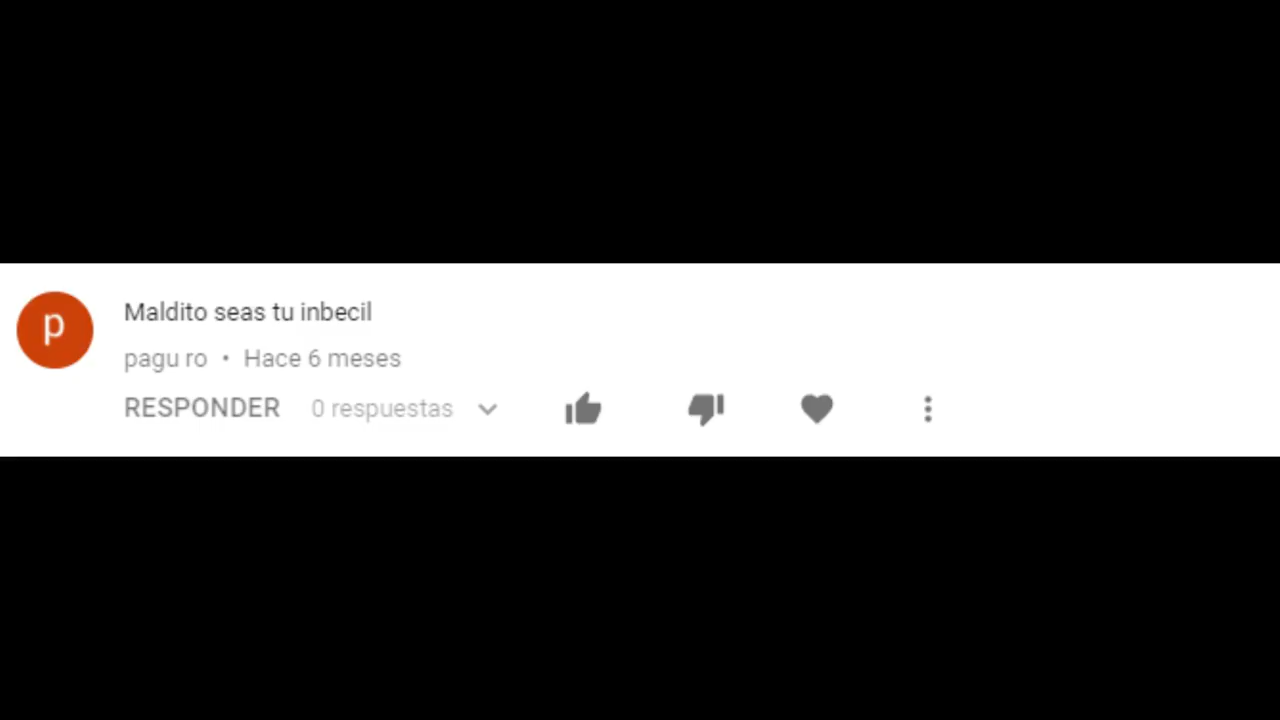 p
Maldito seas tu inbecil
pagu ro • Hace 6 meses
RESPONDER 0 respuestas